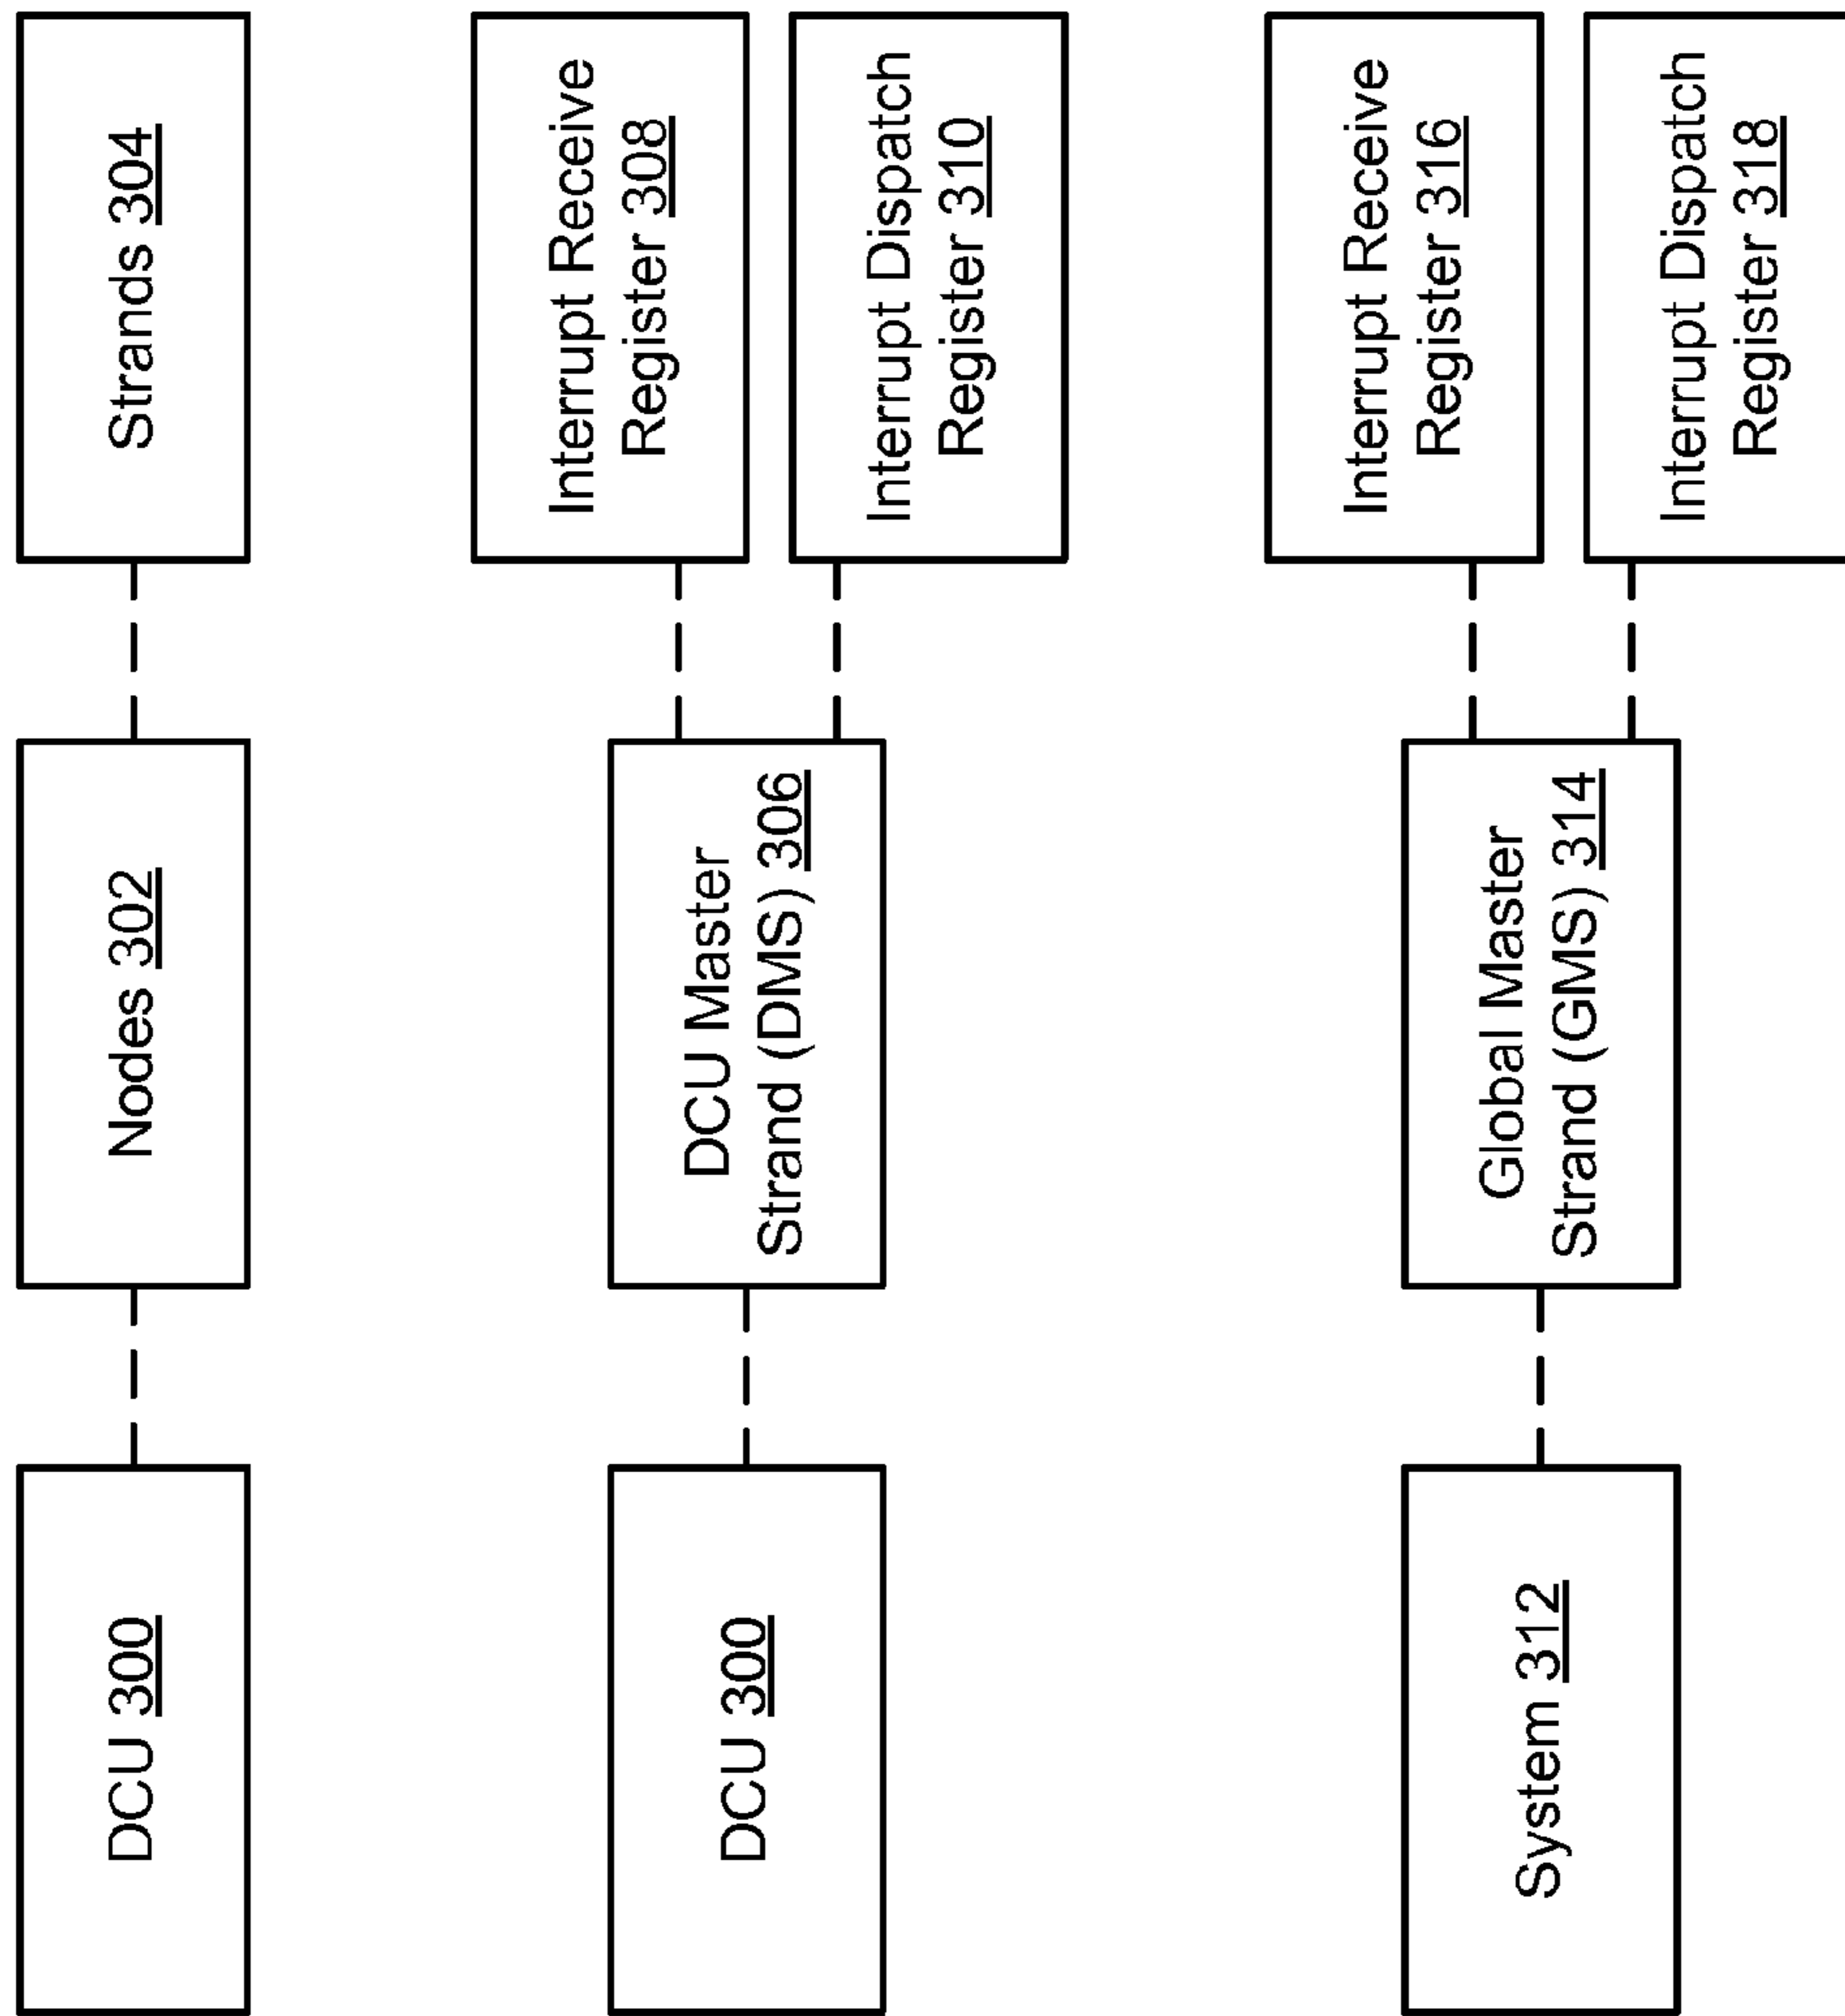 DCU 300
Nodes 302
Strands 304
DCU 300
DCU Master
Strand (DMS) 306
Interrupt Receive
Register 308
Interrupt Dispatch
Register 310
System 312
Global Master
Strand (GMS) 314
Interrupt Receive
Register 316
Interrupt Dispatch
Register 318